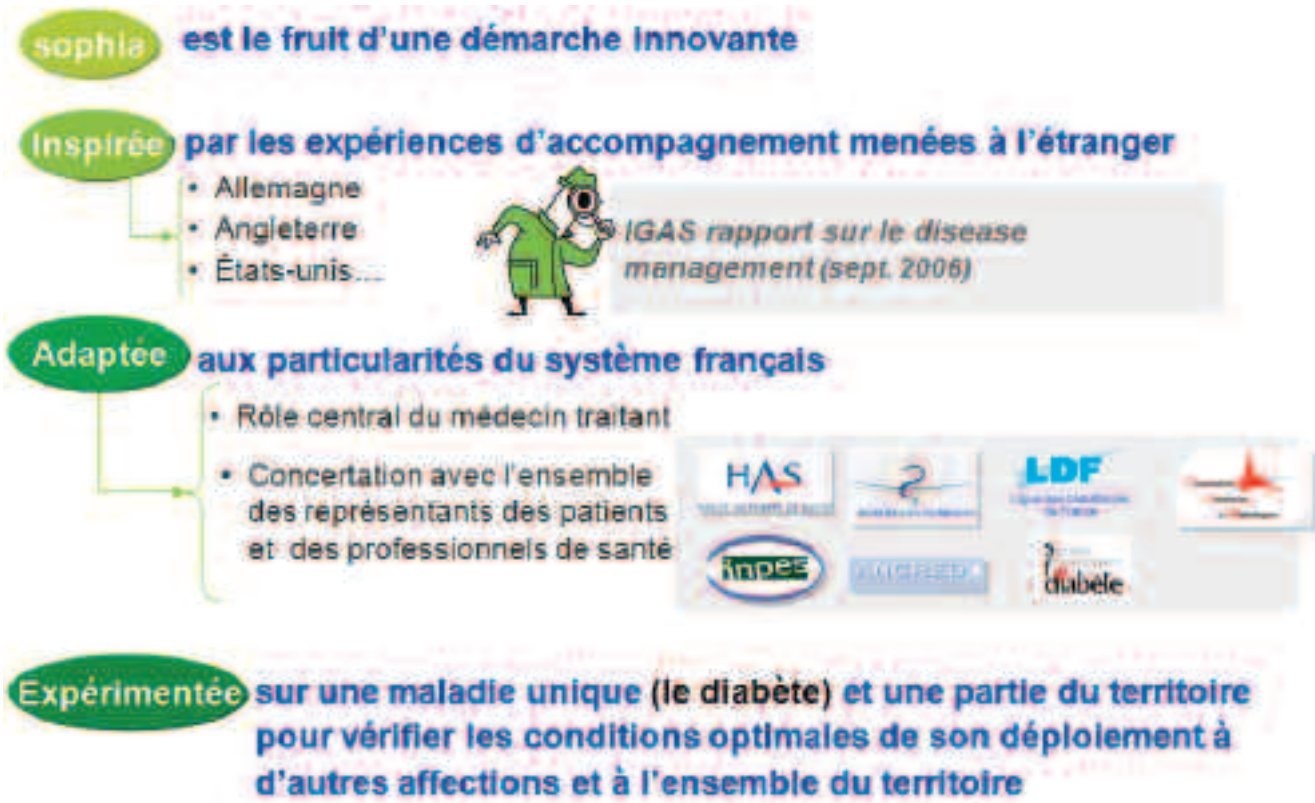 sophia est le fruit d'une démarche innovante
Inspirée par les expériences d'accompagnement menées à l'étranger
• Allemagne
• Angleterre
• États-unis...
IGAS rapport sur le disease
management (sept. 2006)
Adaptée aux particularités du système français
• Rôle central du médecin traitant
• Concertation avec l'ensemble
des représentants des patients
et des professionnels de santé
HAS
LDF
inpes
diabète
Expérimentée sur une maladie unique (le diabète) et une partie du territoire
pour vérifier les conditions optimales de son déploiement à
d'autres affections et à l'ensemble du territoire